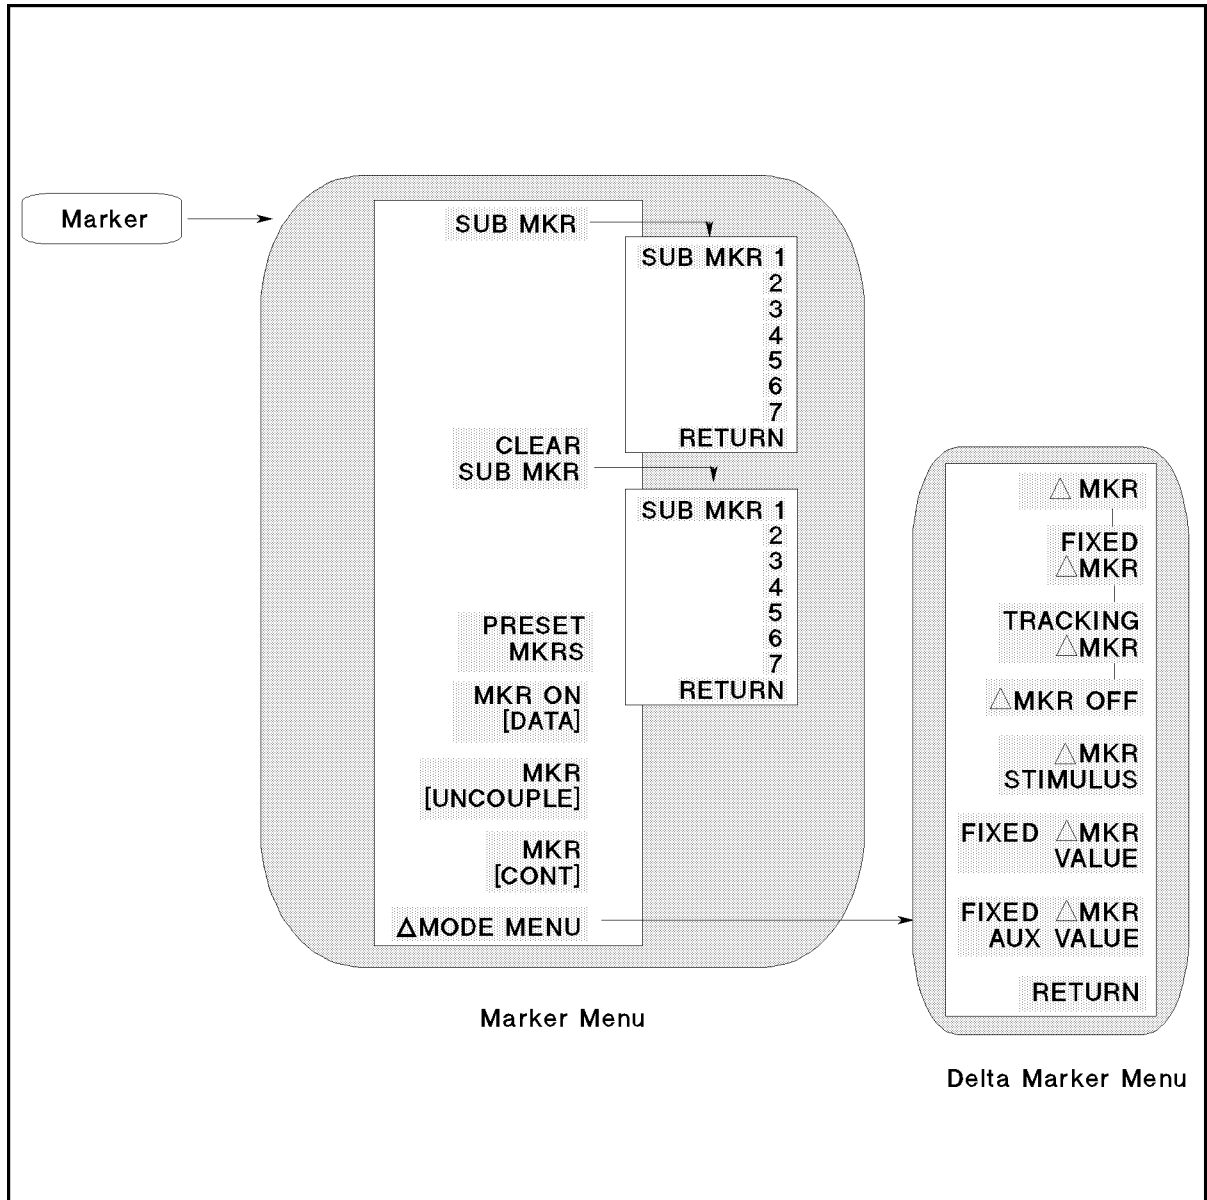 Marker
SUB MKR
SUB MKR 1
2
3
4
5
6
7
RETURN
CLEAR
SUB MKR
SUB MKR 1
2
3
4
5
6
7
RETURN
PRESET
MKRS
MKR ON
[DATA]
MKR
[UNCOUPLE]
MKR
[CONT]
ΔMODE MENU
Marker Menu
△ MKR
FIXED
△MKR
TRACKING
△MKR
△MKR OFF
△MKR
STIMULUS
FIXED △MKR
VALUE
FIXED △MKR
AUX VALUE
RETURN
Delta Marker Menu